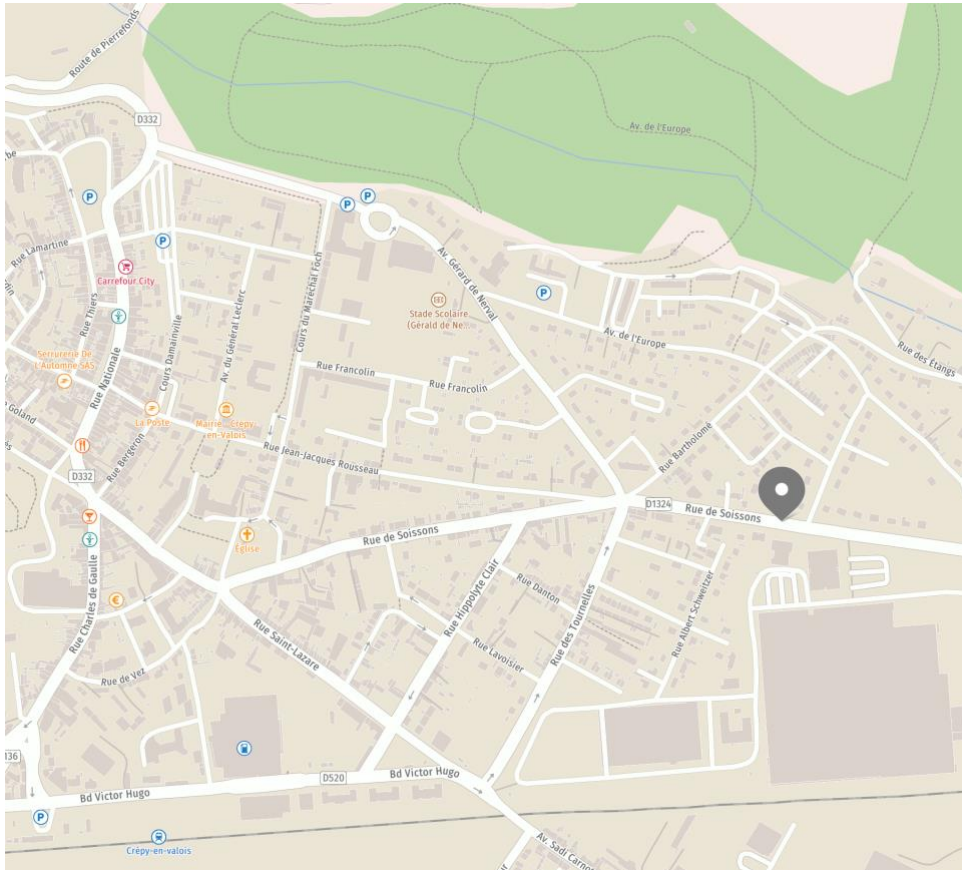 Route de Pierrefonds
D332
Av. de l'Europe
Rue Lamartine
Carrefour City
Rue Thiers
Cours Damainville
Av. du Général Leclerc
Cours du Maréchal Foch
Av. Gérard de Nerval
Stade Scolaire
(Gérald de Ne...
Av. de l'Europe
Rue des Étangs
Serrurerie De
L'Automne SAS
Rue Nationale
Rue Francolin
Rue Francolin
La Poste
Mairie - Crépy-
en-Valois
Rue Bartholomé
Rue Bergeron
Rue Jean-Jacques Rousseau
D332
D1324
Rue de Soissons
Rue de Soissons
Église
Rue Charles de Gaulle
Rue Hippolyte Clair
Rue Danton
Rue des Tournelles
Rue Albert Schweitzer
Rue Saint-Lazare
Rue Lavoisier
Rue de Vez
D520
Bd Victor Hugo
Bd Victor Hugo
Crépy-en-valois